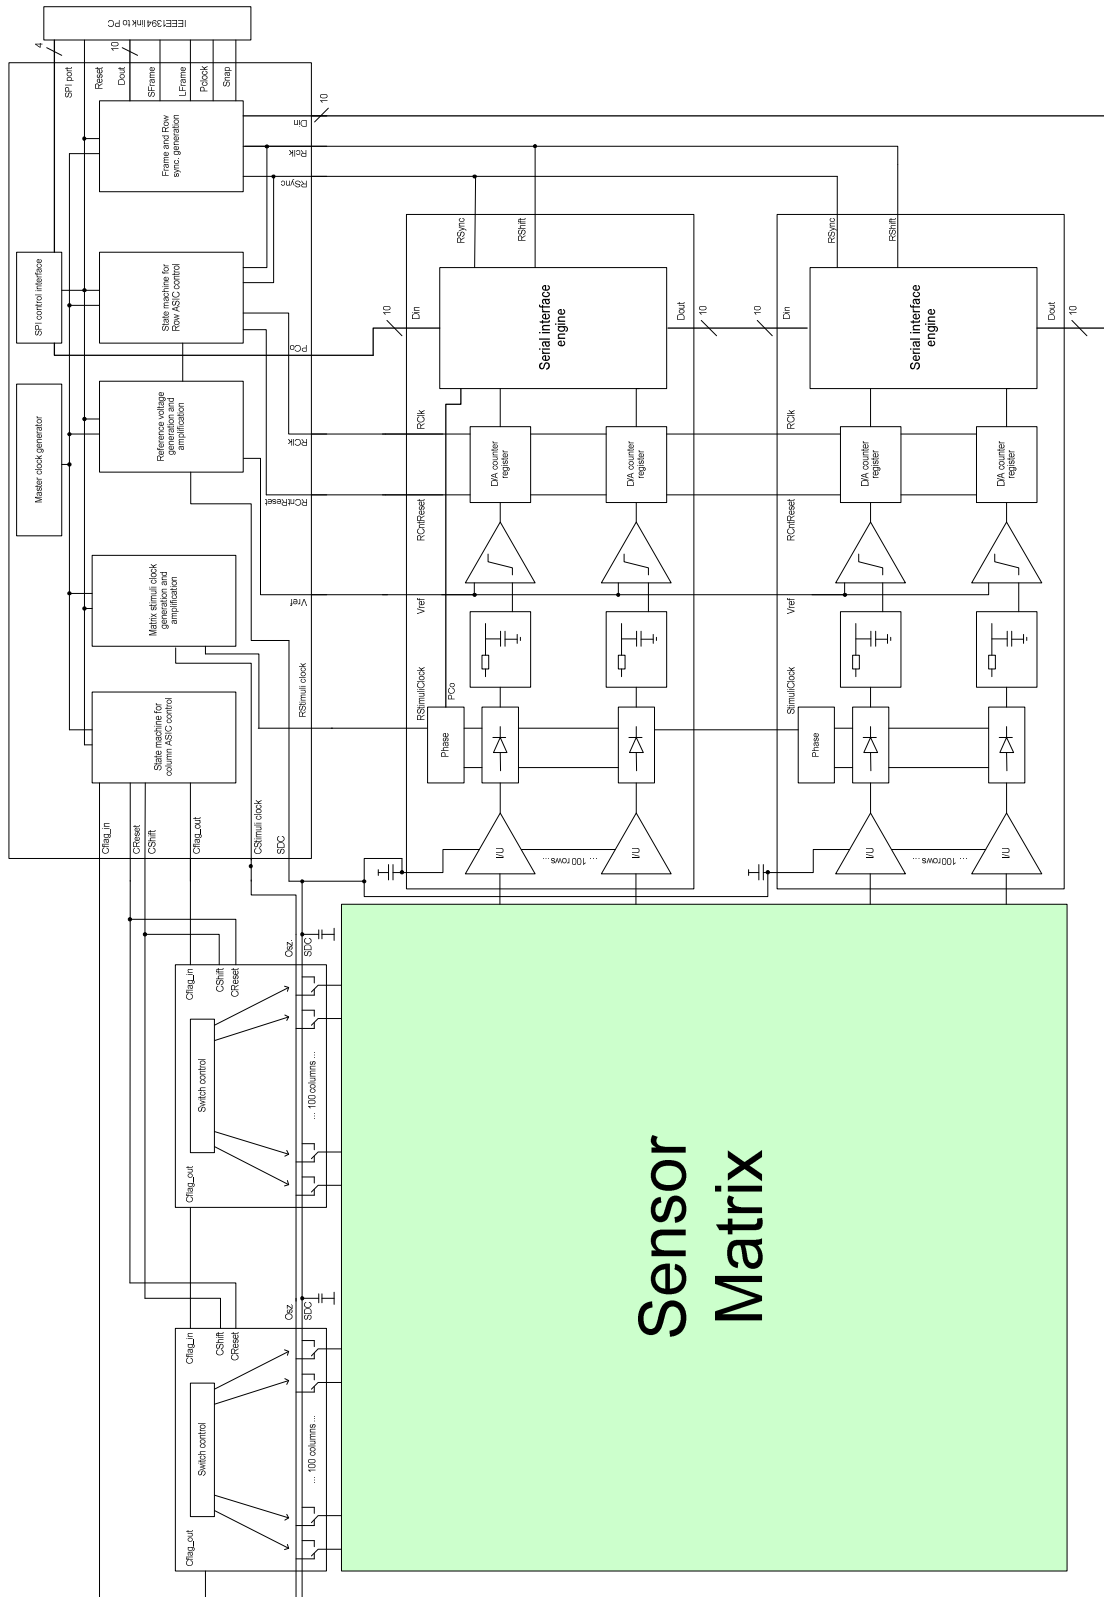 IEEE1394 link to PC
4
10
SPI port
Reset
Dout
SFrame
LFrame
Pclock
Snap
Frame and Row
sync. generation
Din
10
Rclk
RSync
SPI control interface
State machine for
Row ASIC control
PCo
Master clock generator
Reference voltage
generation and
amplification
RClk
RCntReset
Matrix stimuli clock
generation and
amplification
Vref
RStimuli clock
State machine for
column ASIC control
Cflag_in
CReset
CShift
Cflag_out
CStimuli clock
SDC
RSync
RShift
10
Din
Serial interface
engine
Dout
10
RClk
D/A counter
register
D/A counter
register
RCntReset
Vref
RStimuliClock
PCo
Phase
U/I
... 100 rows ...
U/I
RSync
RShift
10
Din
Serial interface
engine
Dout
10
RClk
D/A counter
register
D/A counter
register
RCntReset
Vref
StimuliClock
Phase
U/I
... 100 rows ...
U/I
Osz.
SDC
Cflag_in
CShift
CReset
Switch control
... 100 columns ...
Cflag_out
Osz.
SDC
Cflag_in
CShift
CReset
Switch control
... 100 columns ...
Cflag_out
Sensor
Matrix